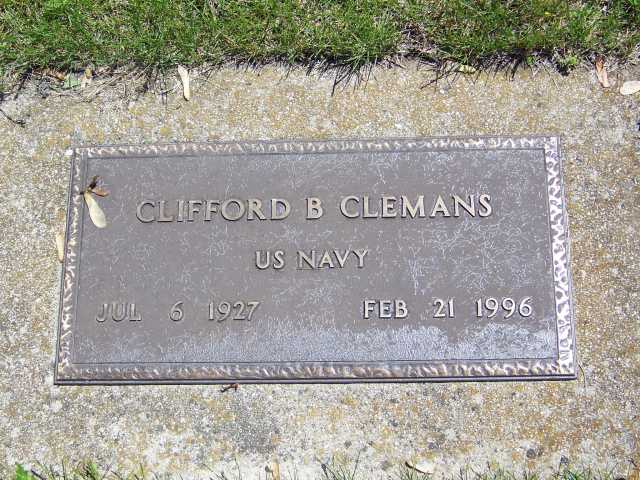 CLIFFORD B CLEMANS
US NAVY
JUL 6 1927 FEB 21 1996